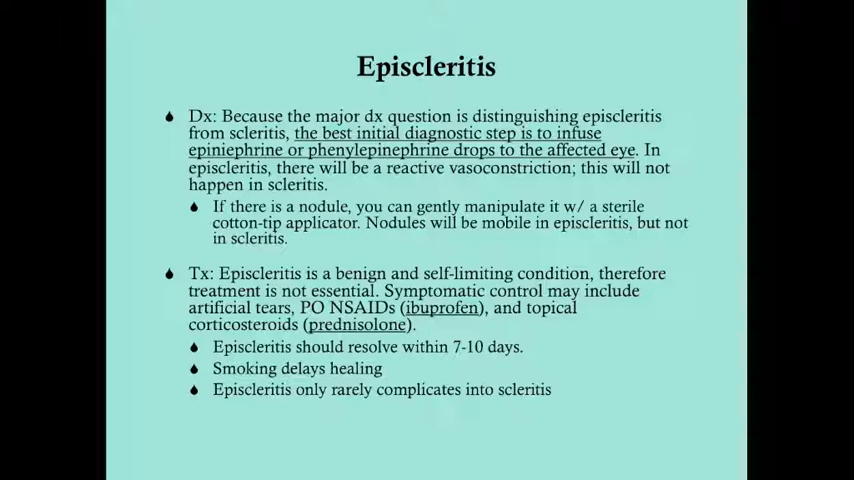 Episcleritis
Dx: Because the major dx question is distinguishing episcleritis
from scleritis, the best initial diagnostic step is to infuse
epiniephrine or phenylepinephrine drops to the affected eye. In
episcleritis, there will be a reactive vasoconstriction; this will not
happen in scleritis.
If there is a nodule, you can gently manipulate it w/ a sterile
cotton-tip applicator. Nodules will be mobile in episcleritis, but not
in scleritis.
Tx: Episcleritis is a benign and self-limiting condition, therefore
treatment is not essential. Symptomatic control may include
artificial tears, PO NSAIDs (ibuprofen), and topical
corticosteroids (prednisolone).
Episcleritis should resolve within 7-10 days.
Smoking delays healing
Episcleritis only rarely complicates into scleritis